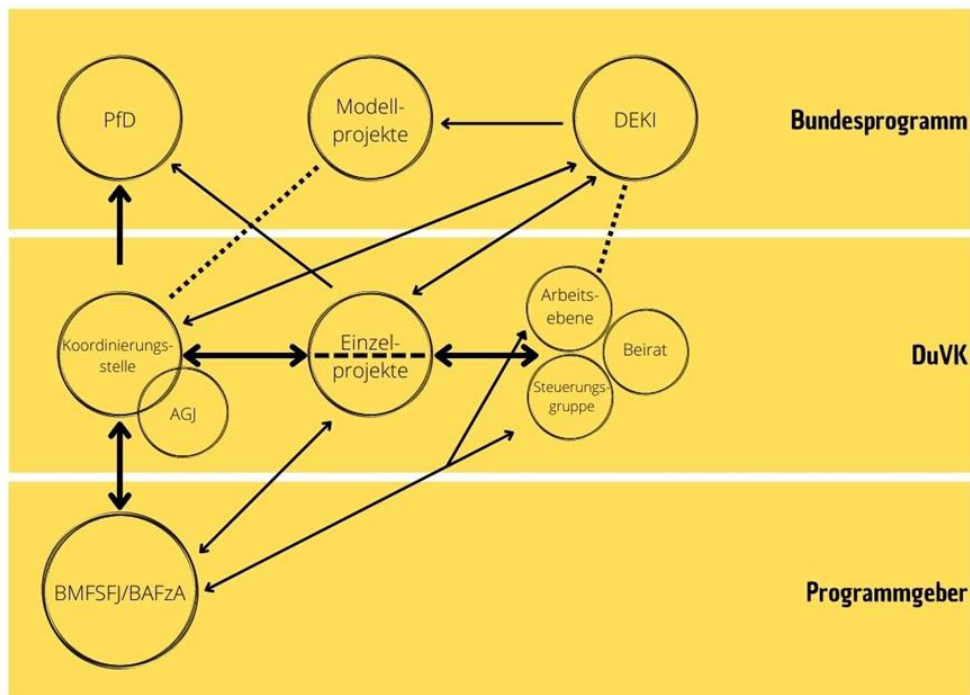 PfD
Modell-
projekte
DEKI
Bundesprogramm
Koordinierungs-
stelle
AGJ
Einzel-
projekte
Arbeits-
ebene
Beirat
Steuerungs-
gruppe
DuVK
BMFSFJ/BAFzA
Programmgeber